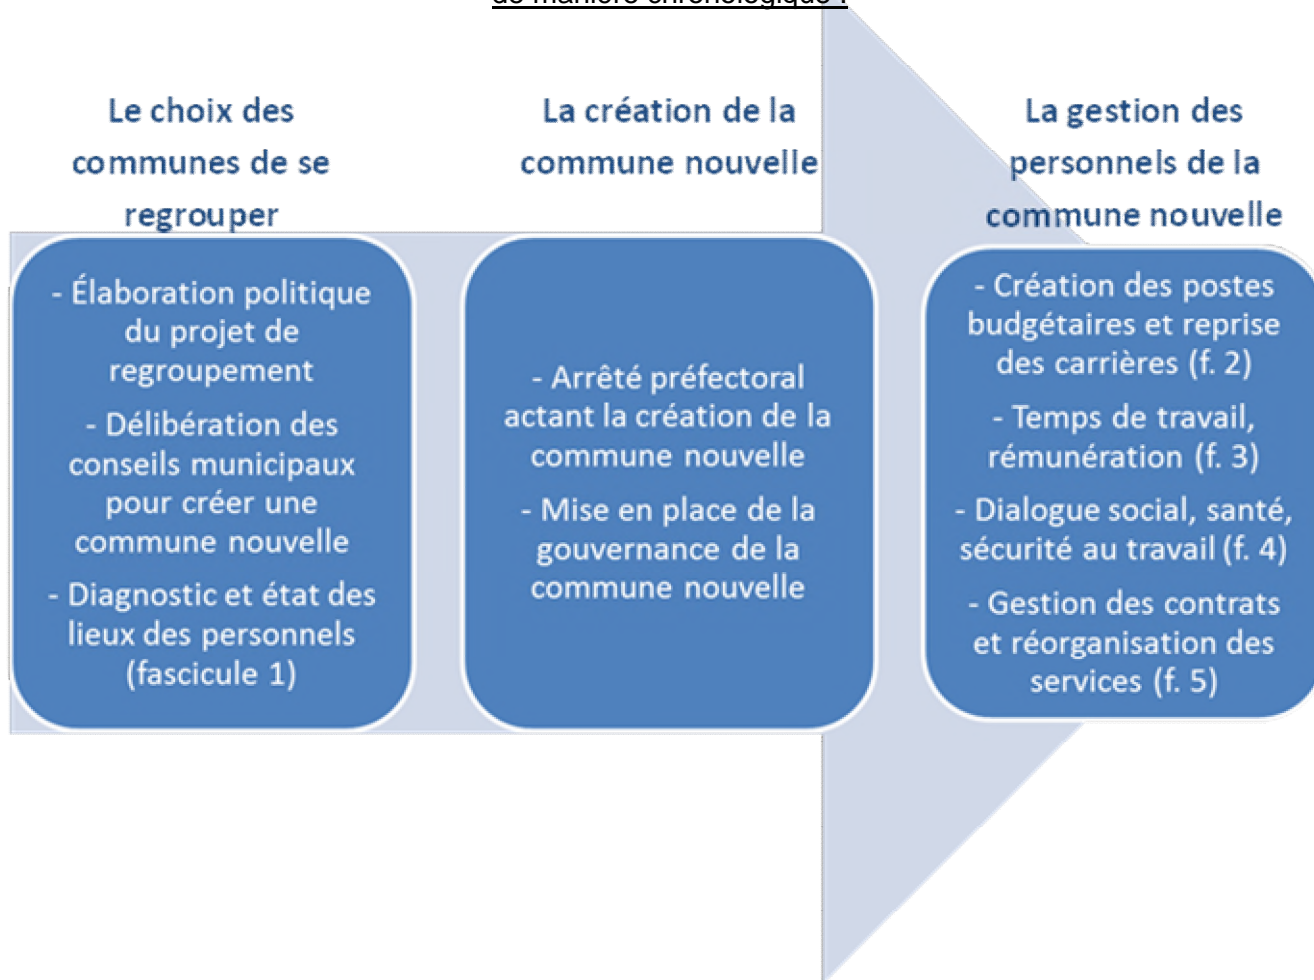 de manière chronologique :
Le choix des
communes de se
regrouper
- Élaboration politique
du projet de
regroupement
- Délibération des
conseils municipaux
pour créer une
commune nouvelle
- Diagnostic et état des
lieux des personnels
(fascicule 1)
La création de la
commune nouvelle
- Arrêté préfectoral
actant la création de la
commune nouvelle
- Mise en place de la
gouvernance de la
commune nouvelle
La gestion des
personnels de la
commune nouvelle
- Création des postes
budgétaires et reprise
des carrières (f. 2)
- Temps de travail,
rémunération (f. 3)
- Dialogue social, santé,
sécurité au travail (f. 4)
- Gestion des contrats
et réorganisation des
services (f. 5)